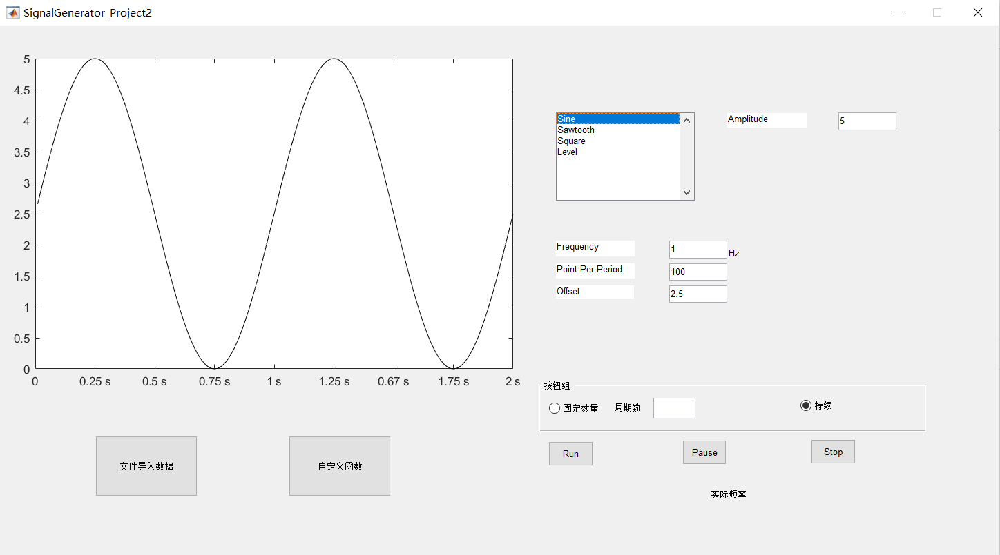 SignalGenerator_Project2
5
4.5
4
3.5
3
2.5
2
1.5
1
0.5
0
0 0.25 s 0.5 s 0.75 s 1 s 1.25 s 0.67 s 1.75 s 2 s
Sine
Sawtooth
Square
Level
Amplitude 5
Frequency 1 Hz
Point Per Period 100
Offset 2.5
按钮组
固定数量 周期数 持续
Run Pause Stop
文件导入数据 自定义函数
实际频率